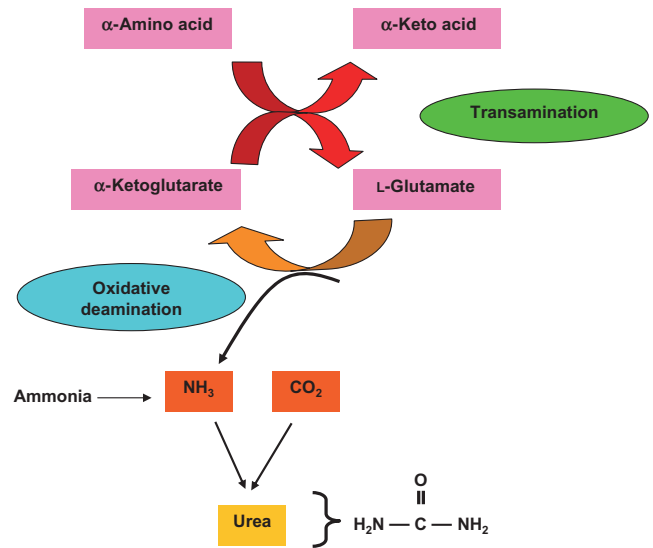 α-Amino acid
α-Keto acid
Transamination
α-Ketoglutarate
L-Glutamate
Oxidative
deamination
Ammonia
NH₃
CO₂
Urea
O
H₂N — C — NH₂